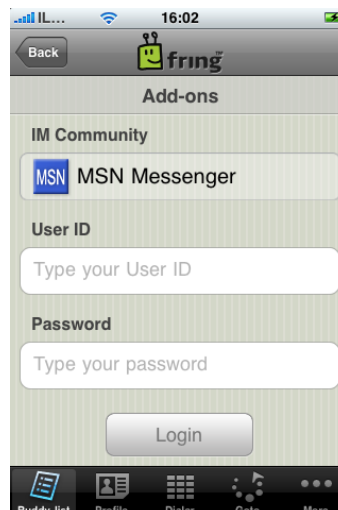 IL...
16:02
Back
fring
Add-ons
IM Community
MSN
MSN Messenger
User ID
Type your User ID
Password
Type your password
Login
Buddy list
Profile
Dialer
Goto
More